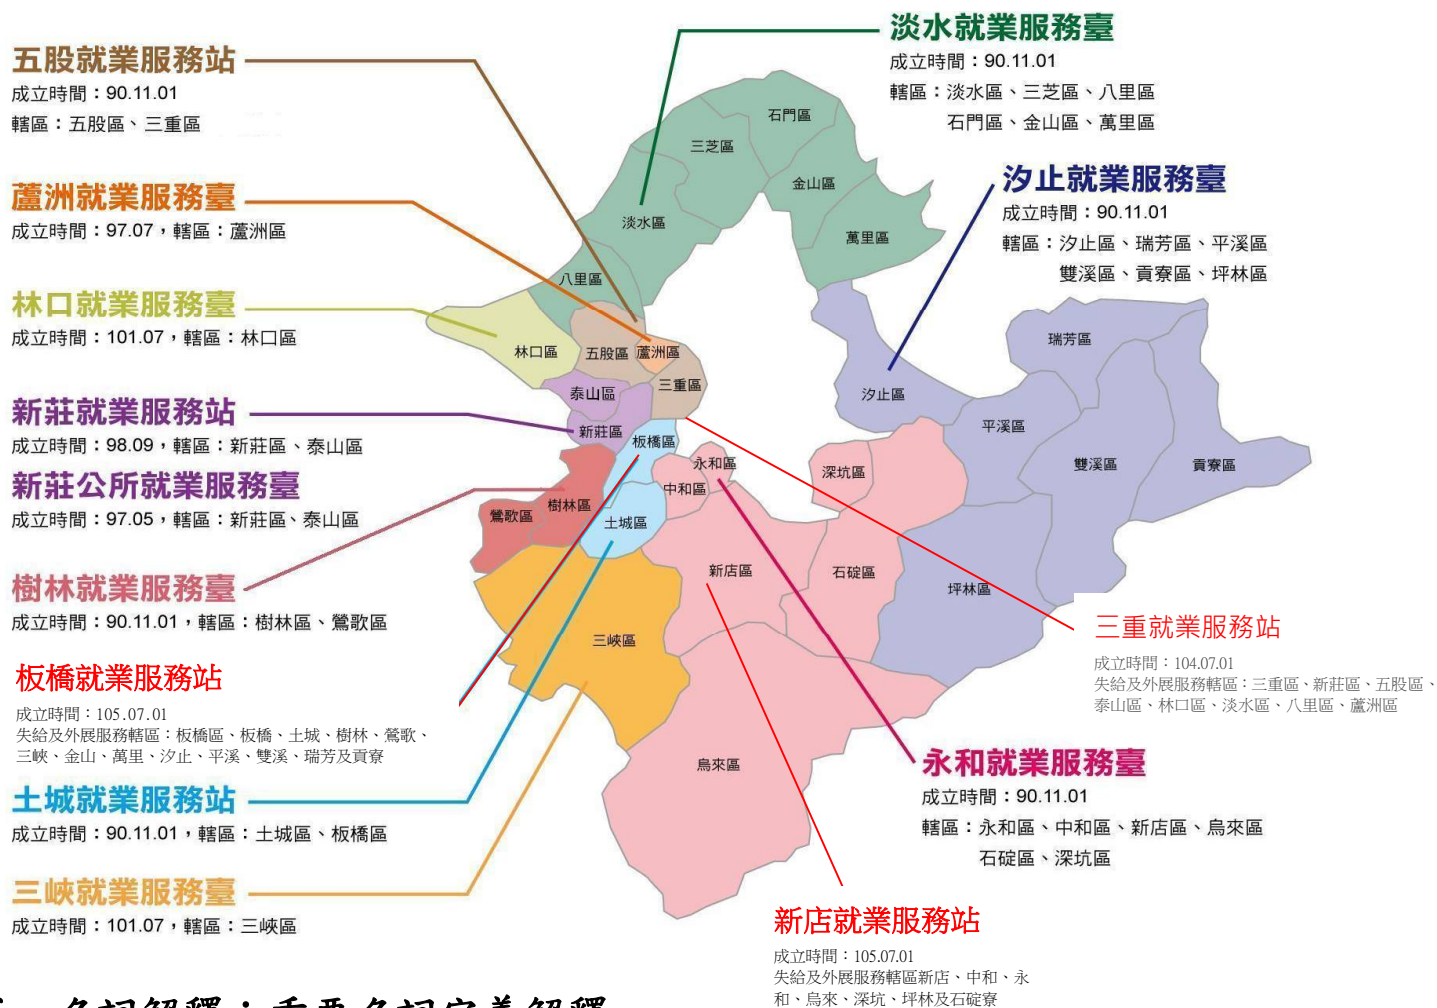 五股就業服務站
成立時間：90.11.01
轄區：五股區、三重區
蘆洲就業服務臺
成立時間：97.07，轄區：蘆洲區
林口就業服務臺
成立時間：101.07，轄區：林口區
新莊就業服務站
成立時間：98.09，轄區：新莊區、泰山區
新莊公所就業服務臺
成立時間：97.05，轄區：新莊區、泰山區
樹林就業服務臺
成立時間：90.11.01，轄區：樹林區、鶯歌區
板橋就業服務站
成立時間：105.07.01
失給及外展服務轄區：板橋區、板橋、土城、樹林、鶯歌、
三峽、金山、萬里、汐止、平溪、雙溪、瑞芳及貢寮
土城就業服務站
成立時間：90.11.01，轄區：土城區、板橋區
三峽就業服務臺
成立時間：101.07，轄區：三峽區
淡水就業服務臺
成立時間：90.11.01
轄區：淡水區、三芝區、八里區
石門區、金山區、萬里區
汐止就業服務臺
成立時間：90.11.01
轄區：汐止區、瑞芳區、平溪區
雙溪區、貢寮區、坪林區
三重就業服務站
成立時間：104.07.01
失給及外展服務轄區：三重區、新莊區、五股區、
泰山區、林口區、淡水區、八里區、蘆洲區
永和就業服務臺
成立時間：90.11.01
轄區：永和區、中和區、新店區、烏來區
石碇區、深坑區
新店就業服務站
成立時間：105.07.01
失給及外展服務轄區新店、中和、永
和、烏來、深坑、坪林及石碇寮
石門區
三芝區
金山區
淡水區
萬里區
八里區
林口區
五股區
蘆洲區
三重區
泰山區
新莊區
板橋區
永和區
中和區
樹林區
鶯歌區
土城區
三峽區
新店區
深坑區
石碇區
烏來區
汐止區
瑞芳區
平溪區
雙溪區
貢寮區
坪林區
名詞解釋：重要名詞定義解釋